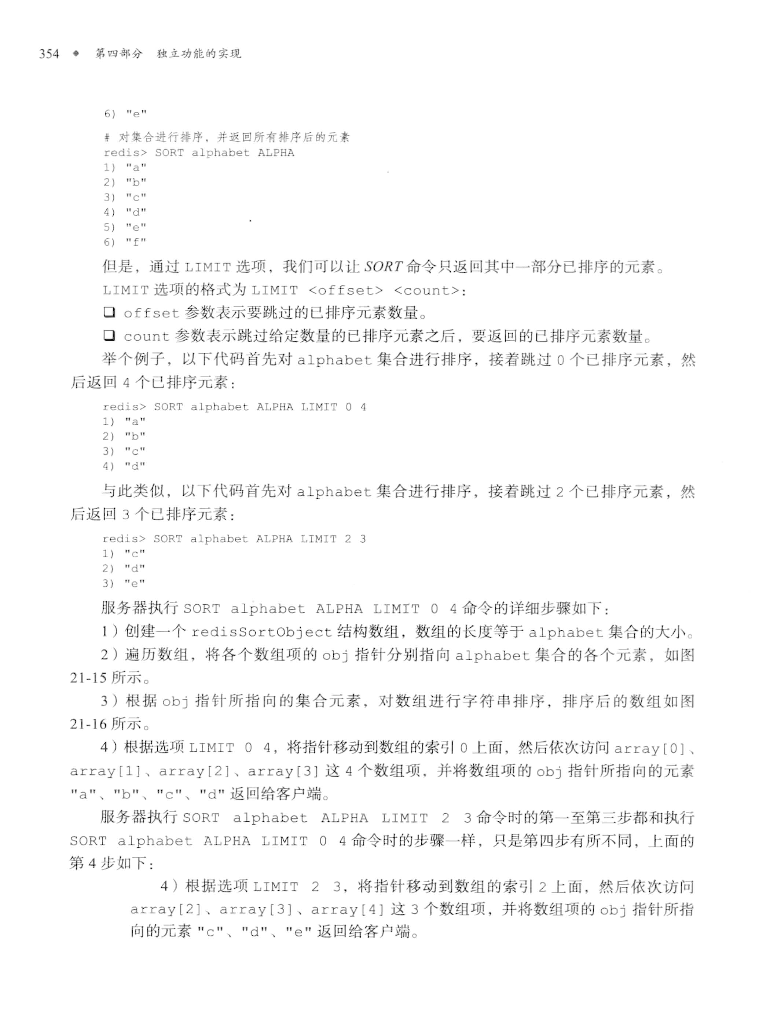 354 ◆ 第四部分 独立功能的实现
6) "e"
# 对集合进行排序，并返回所有排序后的元素
redis> SORT alphabet ALPHA
1) "a"
2) "b"
3) "c"
4) "d"
5) "e"
6) "f"
但是，通过 LIMIT 选项，我们可以让 SORT 命令只返回其中一部分已排序的元素。
LIMIT 选项的格式为 LIMIT <offset> <count>：
❑ offset 参数表示要跳过的已排序元素数量。
❑ count 参数表示跳过给定数量的已排序元素之后，要返回的已排序元素数量。
举个例子，以下代码首先对 alphabet 集合进行排序，接着跳过 0 个已排序元素，然
后返回 4 个已排序元素：
redis> SORT alphabet ALPHA LIMIT 0 4
1) "a"
2) "b"
3) "c"
4) "d"
与此类似，以下代码首先对 alphabet 集合进行排序，接着跳过 2 个已排序元素，然
后返回 3 个已排序元素：
redis> SORT alphabet ALPHA LIMIT 2 3
1) "c"
2) "d"
3) "e"
服务器执行 SORT alphabet ALPHA LIMIT 0 4 命令的详细步骤如下：
1）创建一个 redisSortObject 结构数组，数组的长度等于 alphabet 集合的大小。
2）遍历数组，将各个数组项的 obj 指针分别指向 alphabet 集合的各个元素，如图
21-15 所示。
3）根据 obj 指针所指向的集合元素，对数组进行字符串排序，排序后的数组如图
21-16 所示。
4）根据选项 LIMIT 0 4，将指针移动到数组的索引 0 上面，然后依次访问 array[0]、
array[1]、array[2]、array[3] 这 4 个数组项，并将数组项的 obj 指针所指向的元素
"a"、"b"、"c"、"d" 返回给客户端。
服务器执行 SORT alphabet ALPHA LIMIT 2 3 命令时的第一至第三步都和执行
SORT alphabet ALPHA LIMIT 0 4 命令时的步骤一样，只是第四步有所不同，上面的
第 4 步如下：
4）根据选项 LIMIT 2 3，将指针移动到数组的索引 2 上面，然后依次访问
array[2]、array[3]、array[4] 这 3 个数组项，并将数组项的 obj 指针所指
向的元素 "c"、"d"、"e" 返回给客户端。